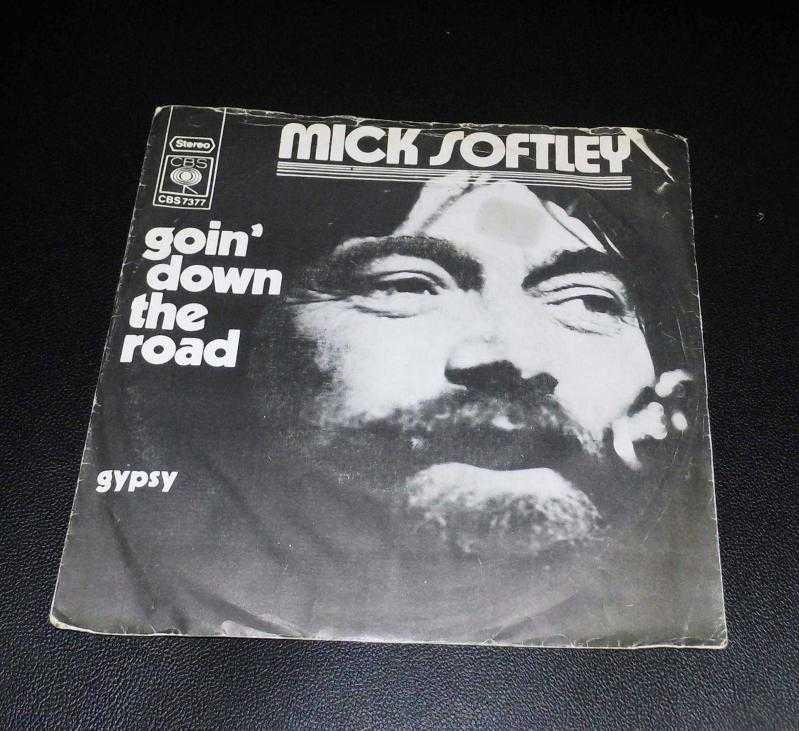 MICK SOFTLEY
Stereo
CBS
CBS 7377
goin'
down
the
road
gypsy